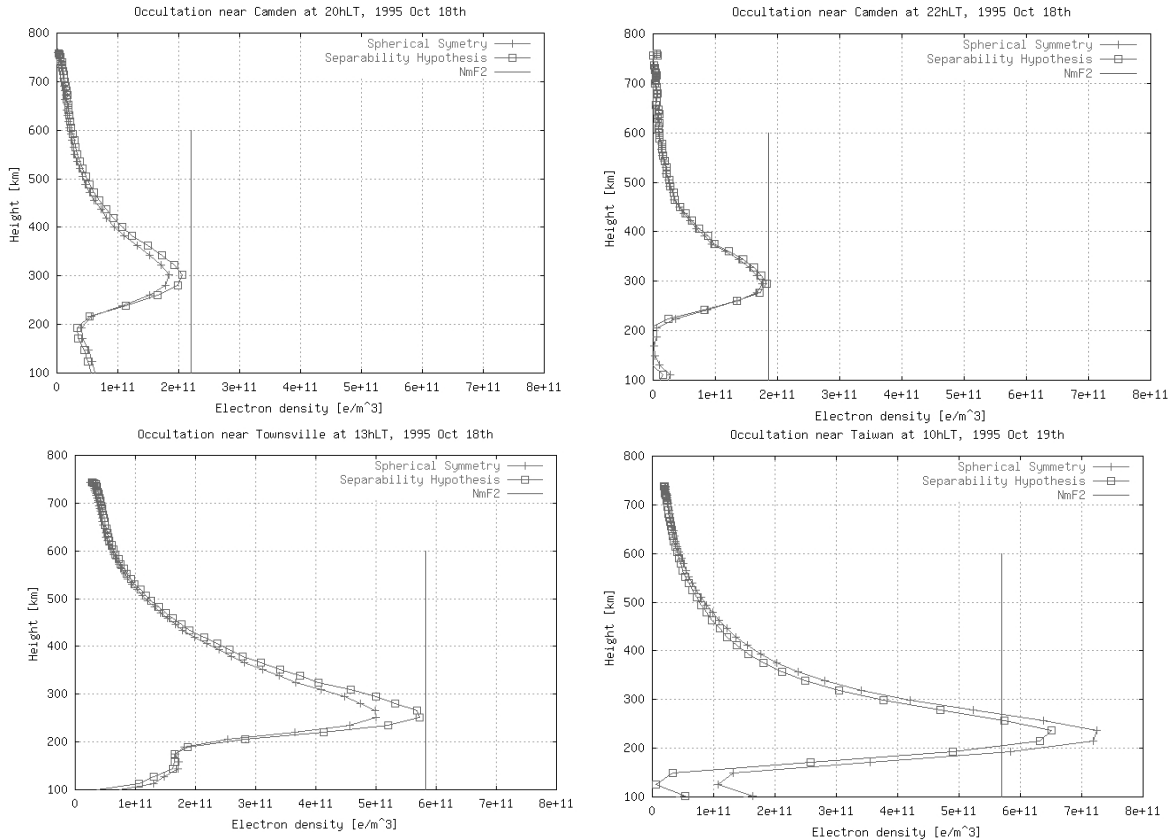 Occultation near Camden at 20hLT, 1995 Oct 18th
800
700
600
500
400
300
200
100
Height [km]
Spherical Symetry
Separability Hypothesis
NmF2
0
1e+11
2e+11
3e+11
4e+11
5e+11
6e+11
7e+11
8e+11
Electron density [e/m^3]
Occultation near Camden at 22hLT, 1995 Oct 18th
800
700
600
500
400
300
200
100
Height [km]
Spherical Symmetry
Separability Hypothesis
NmF2
0
1e+11
2e+11
3e+11
4e+11
5e+11
6e+11
7e+11
8e+11
Electron density [e/m^3]
Occultation near Townsville at 13hLT, 1995 Oct 18th
800
700
600
500
400
300
200
100
Height [km]
Spherical Symmetry
Separability Hypothesis
NmF2
0
1e+11
2e+11
3e+11
4e+11
5e+11
6e+11
7e+11
8e+11
Electron density [e/m^3]
Occultation near Taiwan at 10hLT, 1995 Oct 19th
800
700
600
500
400
300
200
100
Height [km]
Spherical Symmetry
Separability Hypothesis
NmF2
0
1e+11
2e+11
3e+11
4e+11
5e+11
6e+11
7e+11
8e+11
Electron density [e/m^3]